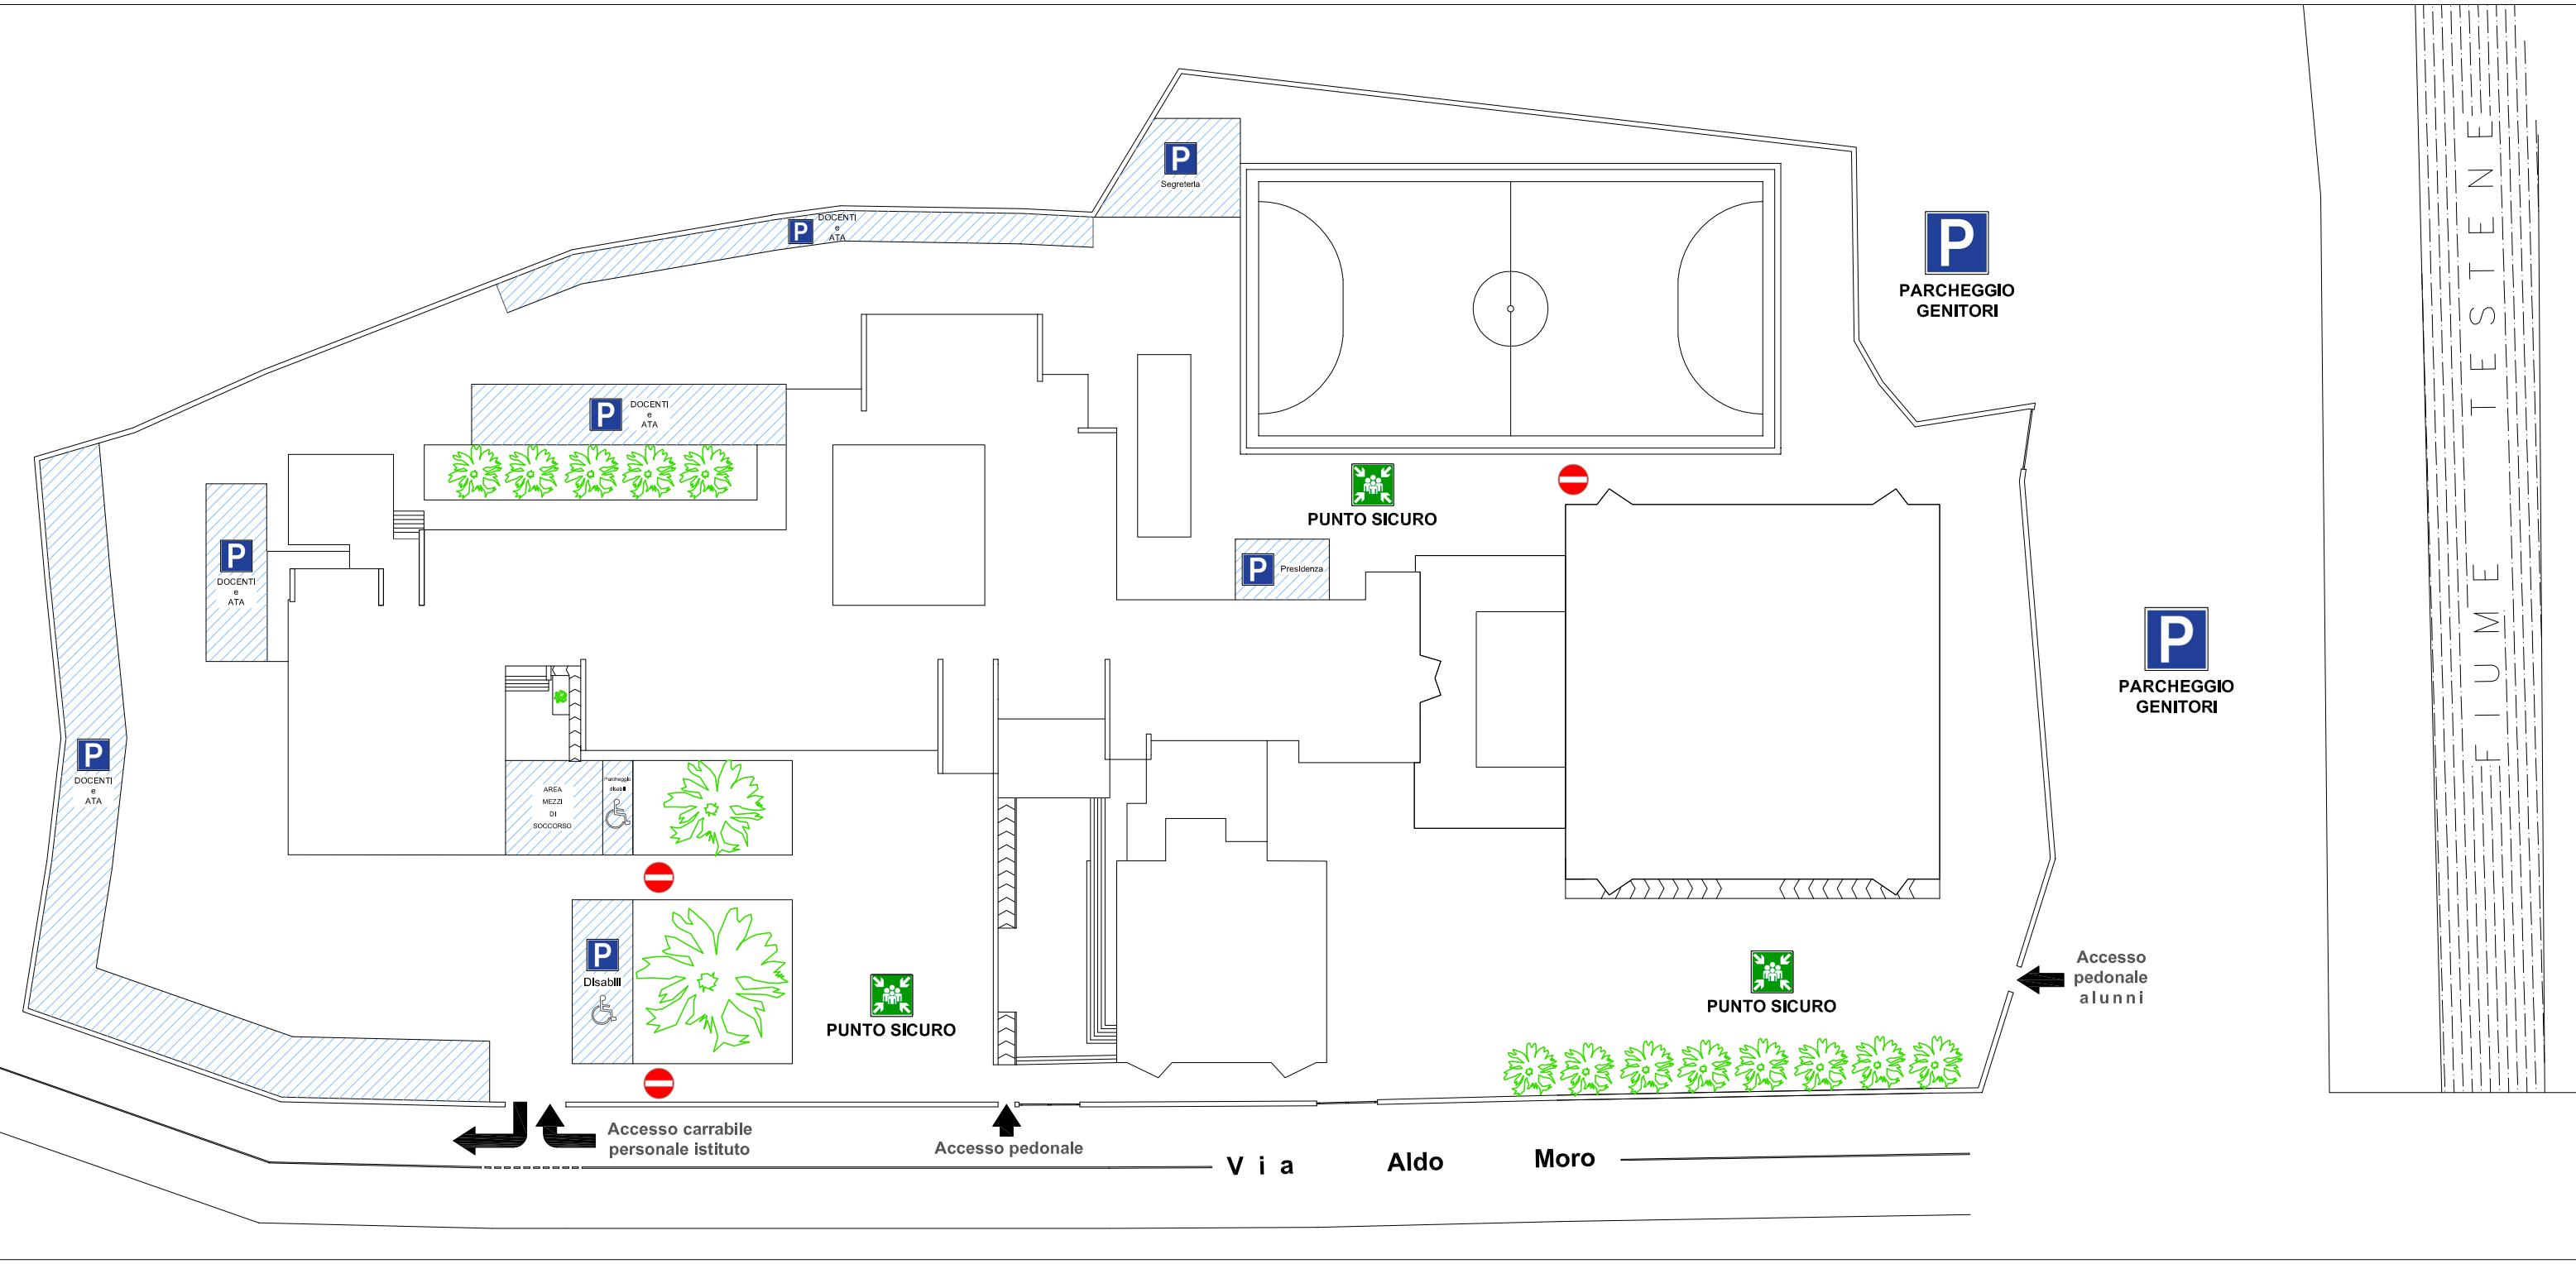 P
Segreteria
P
DOCENTI
e
ATA
P
PARCHEGGIO
GENITORI
FIUME TESTENE
P
DOCENTI
e
ATA
PUNTO SICURO
P
DOCENTI
e
ATA
P
Presidenza
P
PARCHEGGIO
GENITORI
P
DOCENTI
e
ATA
AREA
MEZZI
DI
SOCCORSO
Parcheggio
disabili
P
Disabili
PUNTO SICURO
PUNTO SICURO
Accesso
pedonale
alunni
Accesso carrabile
personale istituto
Accesso pedonale
Via Aldo Moro